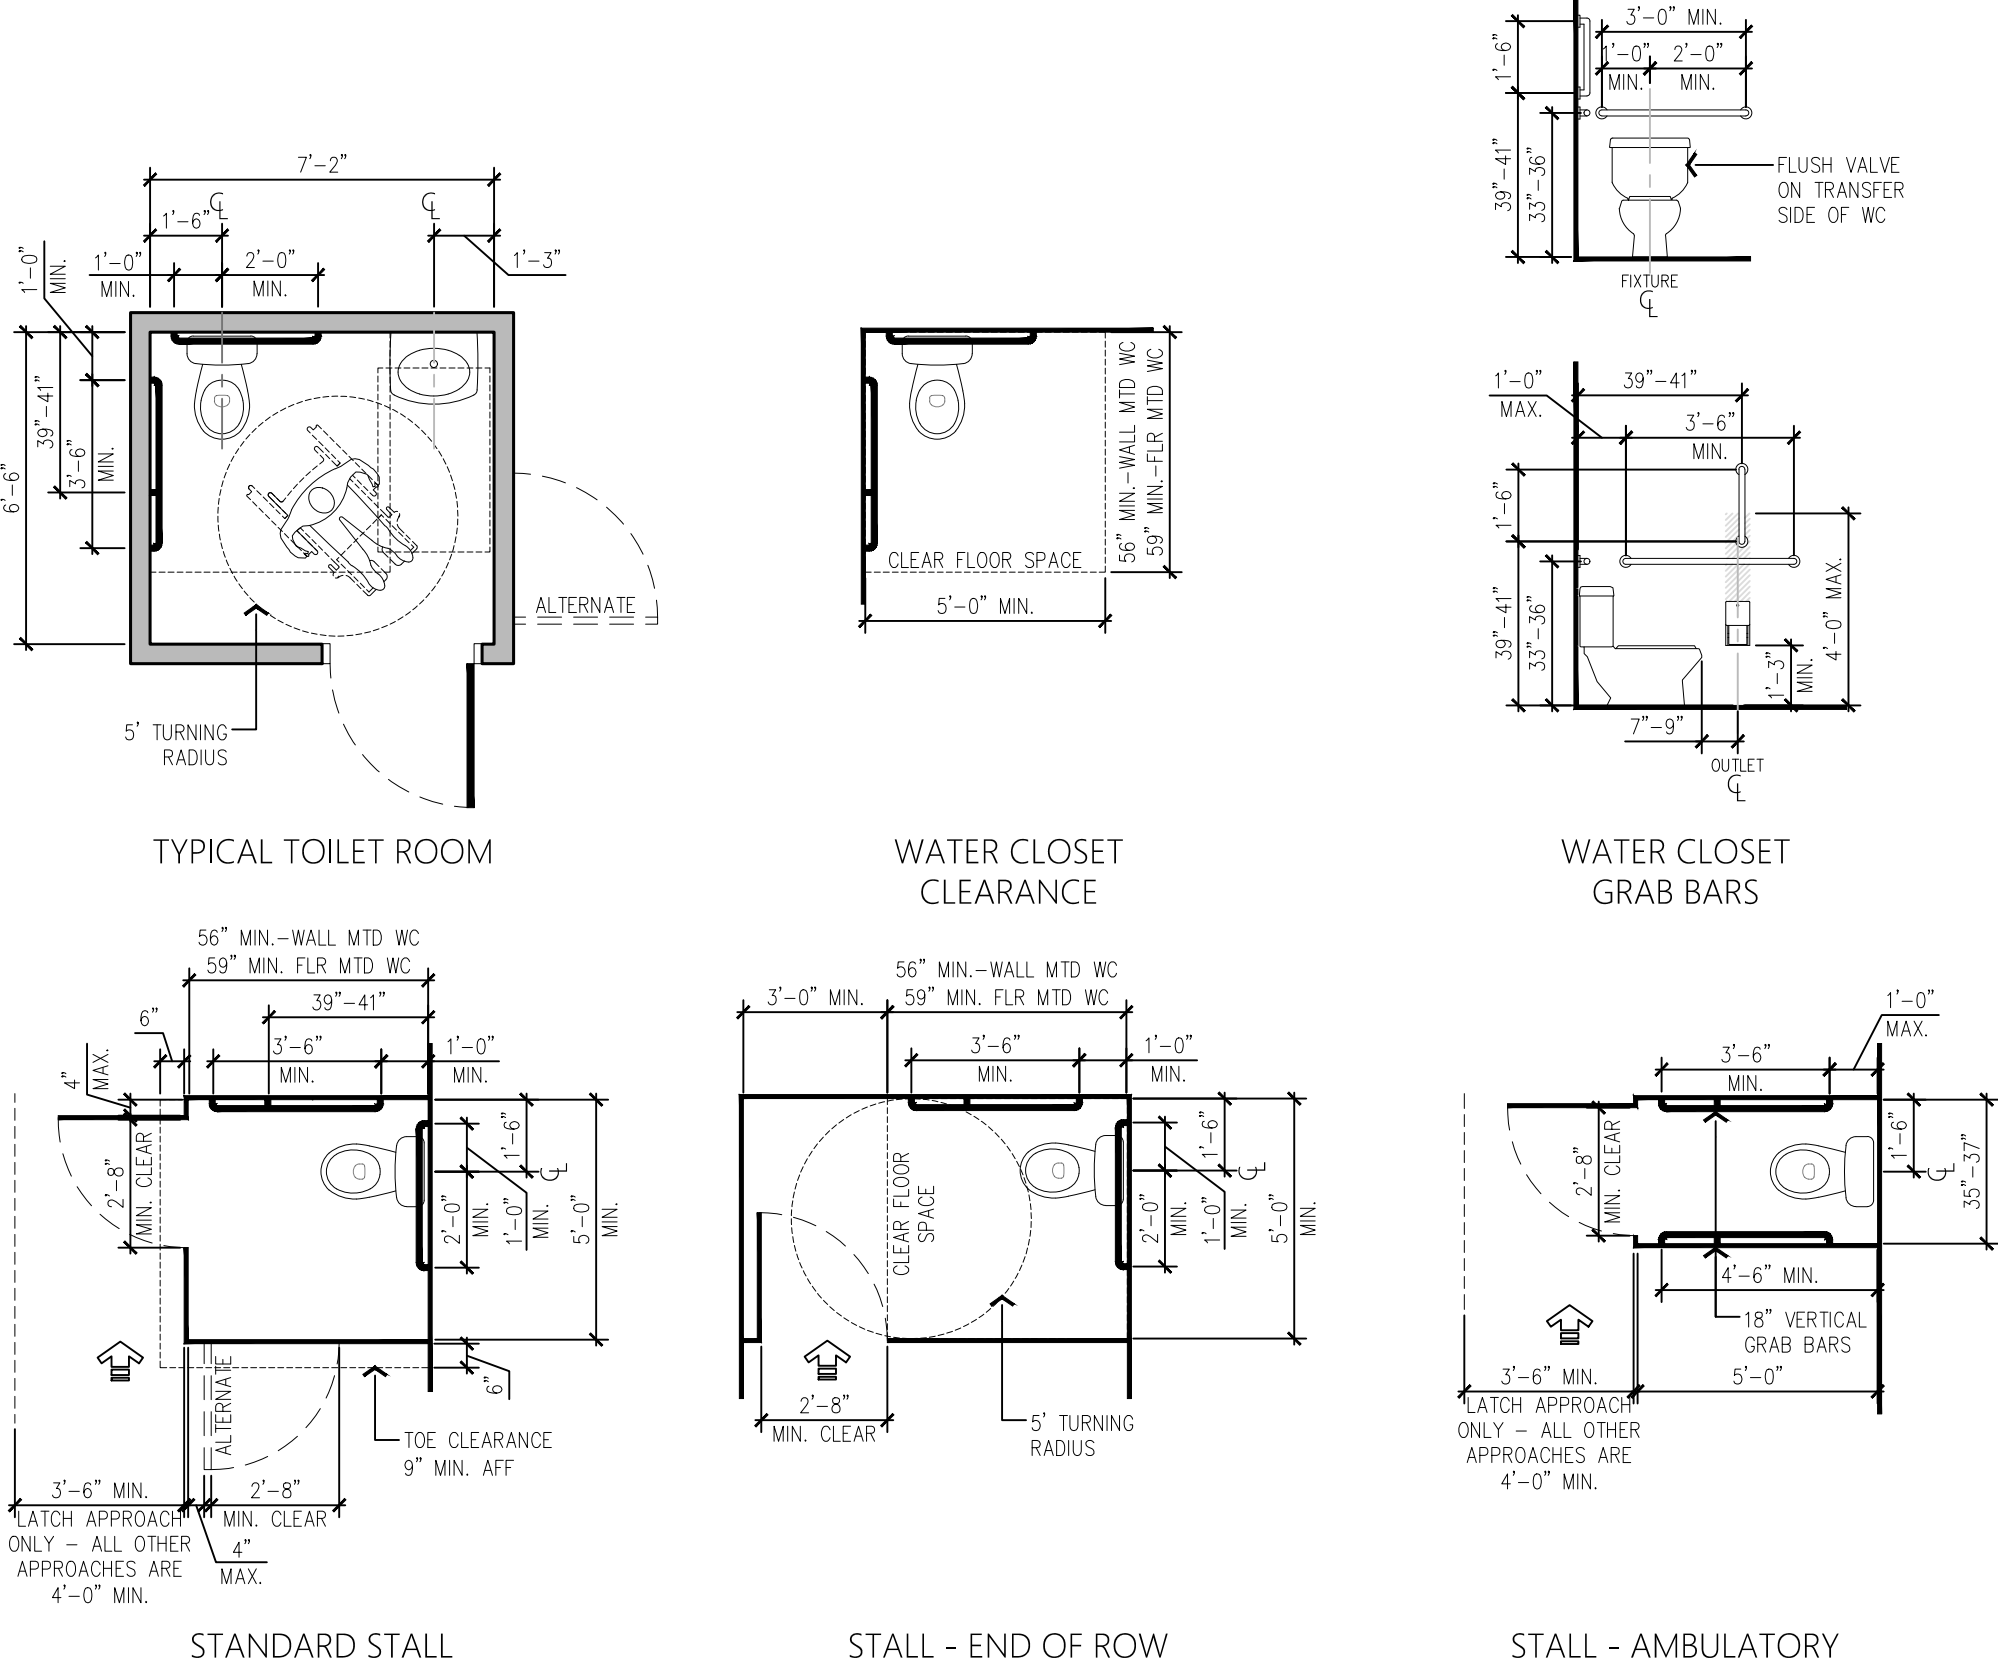 7'-2"
1'-6"
℄
℄
1'-3"
1'-0"
MIN.
1'-0"
MIN.
2'-0"
MIN.
6'-6"
39"-41"
3'-6"
MIN.
ALTERNATE
5' TURNING
RADIUS
TYPICAL TOILET ROOM
56" MIN.-WALL MTD WC
59" MIN.-FLR MTD WC
CLEAR FLOOR SPACE
5'-0" MIN.
WATER CLOSET
CLEARANCE
3'-0" MIN.
1'-0"
MIN.
2'-0"
MIN.
1'-6"
39"-41"
33"-36"
FLUSH VALVE
ON TRANSFER
SIDE OF WC
FIXTURE
℄
1'-0"
MAX.
39"-41"
3'-6"
MIN.
1'-6"
39"-41"
33"-36"
4'-0" MAX.
1'-3"
MIN.
7"-9"
OUTLET
℄
WATER CLOSET
GRAB BARS
56" MIN.-WALL MTD WC
59" MIN. FLR MTD WC
39"-41"
6"
3'-6"
MIN.
1'-0"
MIN.
4"
MAX.
2'-8"
MIN. CLEAR
1'-6"
℄
2'-0"
MIN.
1'-0"
MIN.
5'-0"
MIN.
6"
ALTERNATE
TOE CLEARANCE
9" MIN. AFF
3'-6" MIN.
LATCH APPROACH
ONLY – ALL OTHER
APPROACHES ARE
4'-0" MIN.
2'-8"
MIN. CLEAR
4"
MAX.
STANDARD STALL
56" MIN.-WALL MTD WC
3'-0" MIN.
59" MIN. FLR MTD WC
3'-6"
MIN.
1'-0"
MIN.
CLEAR FLOOR
SPACE
1'-6"
℄
2'-0"
MIN.
1'-0"
MIN.
5'-0"
MIN.
2'-8"
MIN. CLEAR
5' TURNING
RADIUS
STALL - END OF ROW
1'-0"
MAX.
3'-6"
MIN.
2'-8"
MIN. CLEAR
1'-6"
℄
35"-37"
4'-6" MIN.
18" VERTICAL
GRAB BARS
3'-6" MIN.
5'-0"
LATCH APPROACH
ONLY – ALL OTHER
APPROACHES ARE
4'-0" MIN.
STALL - AMBULATORY